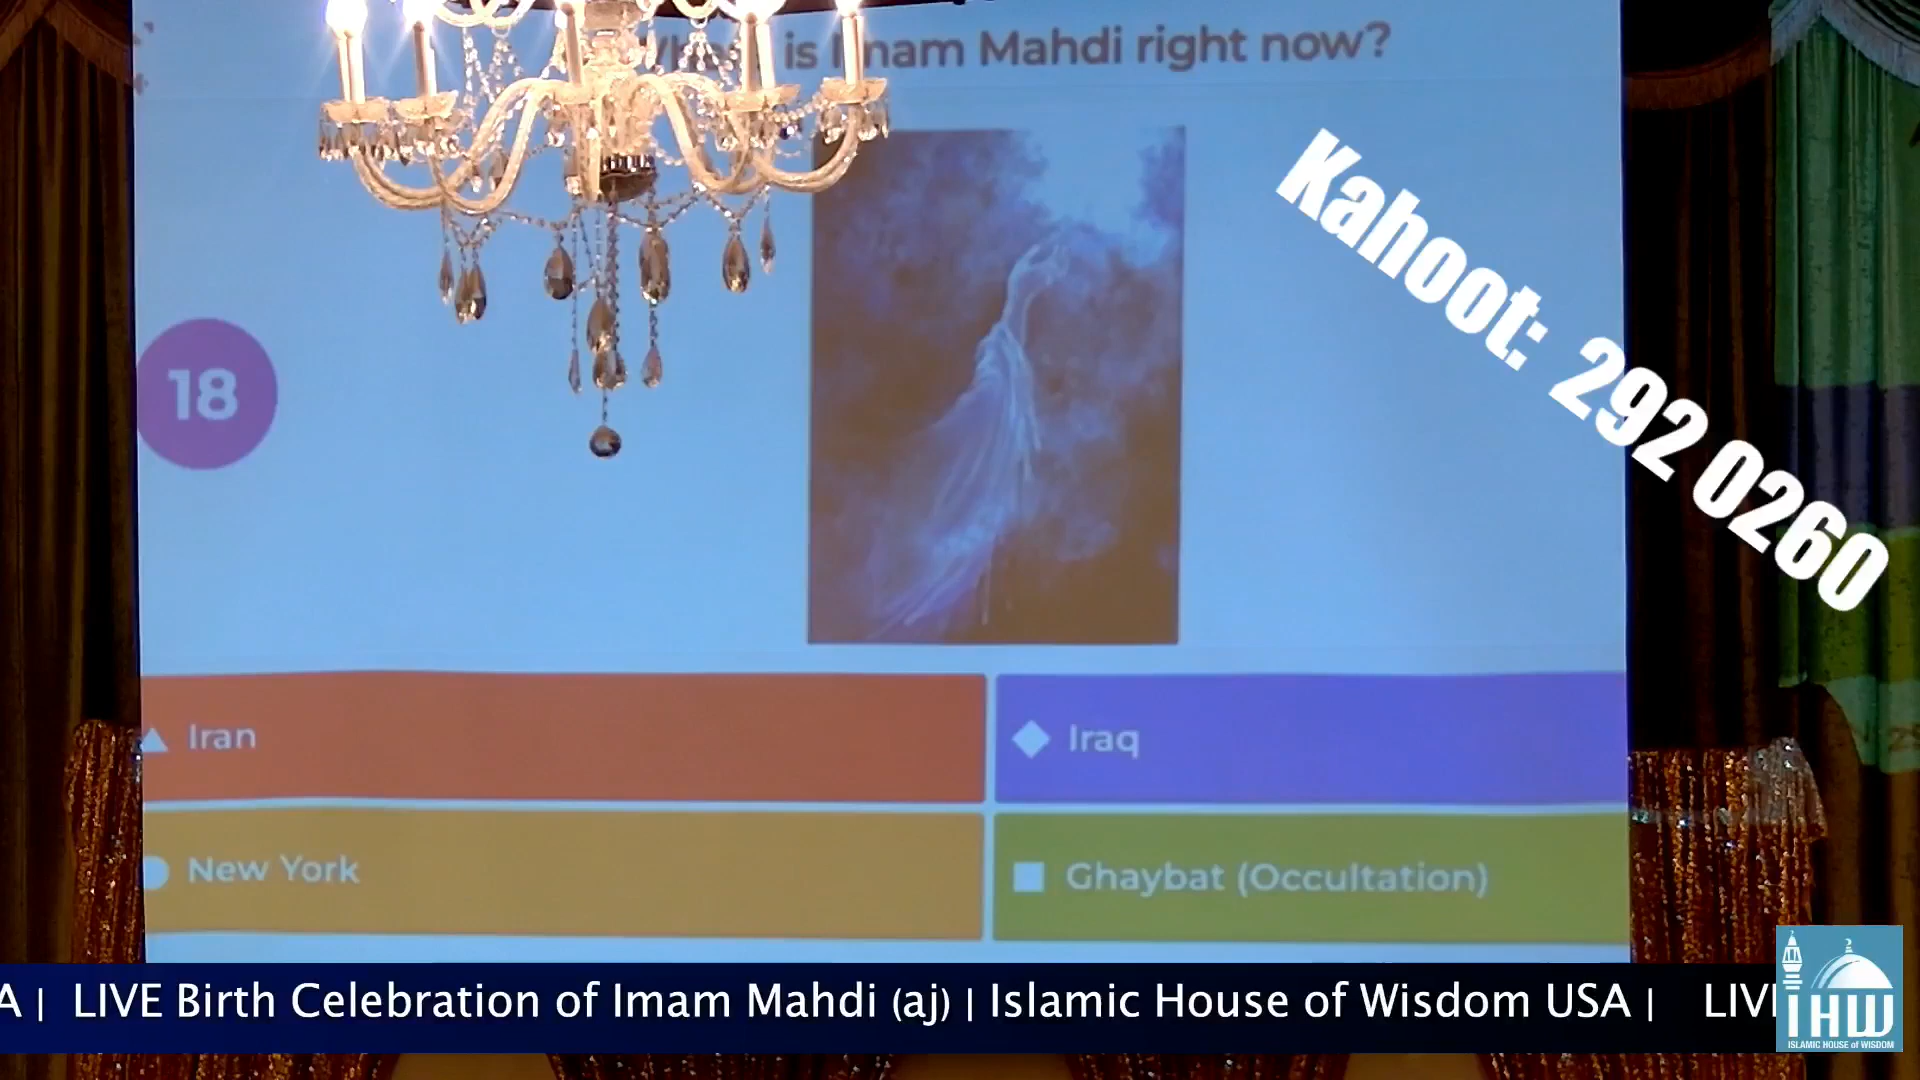 is Imam Mahdi right now?
Kahoot: 292 0260
18
Iran
Iraq
New York
Ghaybat (Occultation)
A | LIVE Birth Celebration of Imam Mahdi (aj) | Islamic House of Wisdom USA | LIVE
IHW
ISLAMIC HOUSE of WISDOM